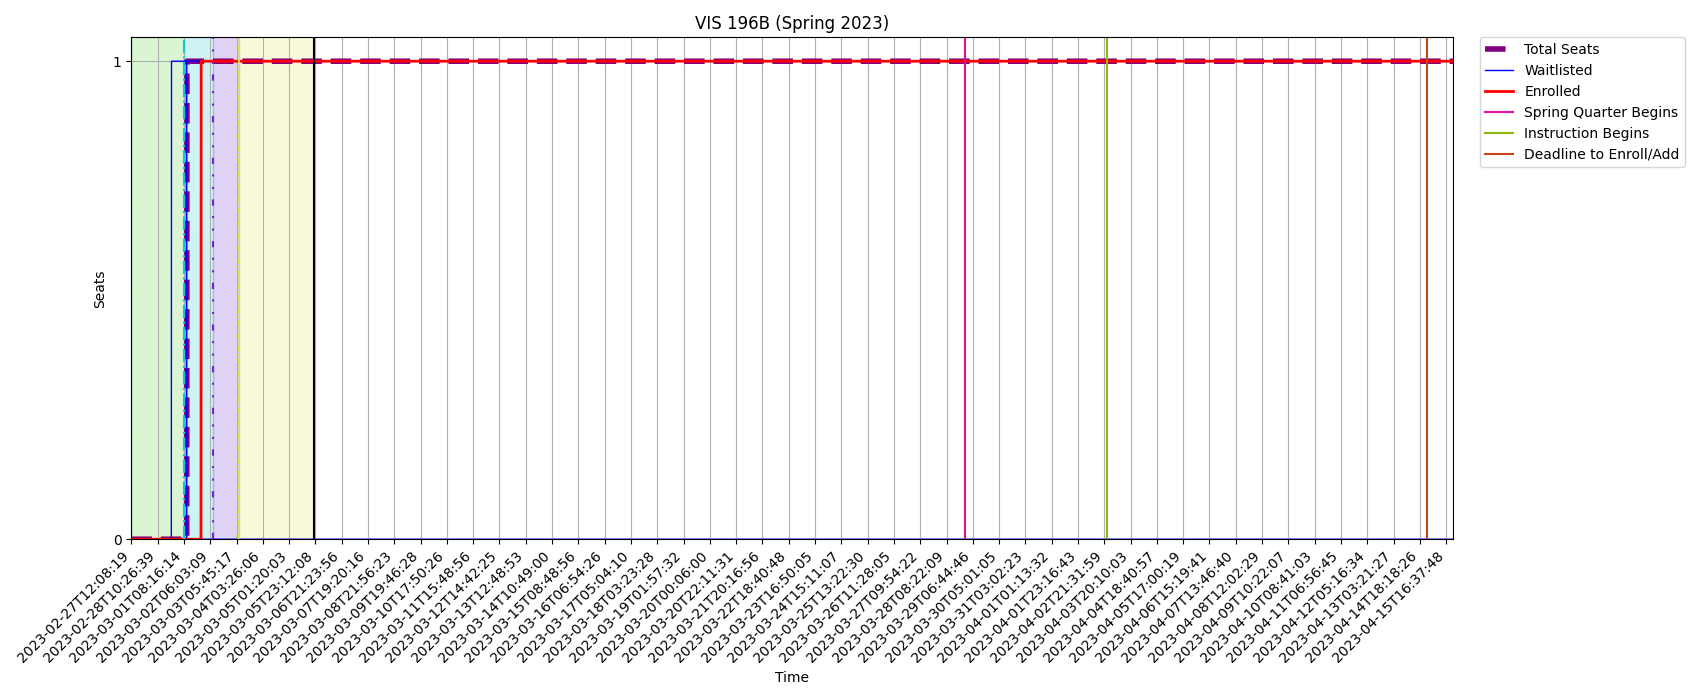 VIS 196B (Spring 2023)
Total Seats
Waitlisted
Enrolled
Spring Quarter Begins
Instruction Begins
Deadline to Enroll/Add
Seats
1
0
2023-02-27T12:08:19
2023-02-28T10:26:39
2023-03-01T08:16:14
2023-03-02T06:03:09
2023-03-03T05:45:17
2023-03-04T03:26:06
2023-03-05T01:20:03
2023-03-05T23:12:08
2023-03-06T21:23:56
2023-03-07T19:20:16
2023-03-08T21:56:23
2023-03-09T19:46:28
2023-03-10T17:50:26
2023-03-11T15:48:56
2023-03-12T14:42:25
2023-03-13T12:48:53
2023-03-14T10:49:00
2023-03-15T08:48:56
2023-03-16T06:54:26
2023-03-17T05:04:10
2023-03-18T03:23:28
2023-03-19T01:57:32
2023-03-20T00:06:00
2023-03-20T22:11:31
2023-03-21T20:16:56
2023-03-22T18:40:48
2023-03-23T16:50:05
2023-03-24T15:11:07
2023-03-25T13:22:30
2023-03-26T11:28:05
2023-03-27T09:54:22
2023-03-28T08:22:09
2023-03-29T06:44:46
2023-03-30T05:01:05
2023-03-31T03:02:23
2023-04-01T01:13:32
2023-04-01T23:16:43
2023-04-02T21:31:59
2023-04-03T20:10:03
2023-04-04T18:40:57
2023-04-05T17:00:19
2023-04-06T15:19:41
2023-04-07T13:46:40
2023-04-08T12:02:29
2023-04-09T10:22:07
2023-04-10T08:41:03
2023-04-11T06:56:45
2023-04-12T05:16:34
2023-04-13T03:21:27
2023-04-14T18:18:26
2023-04-15T16:37:48
Time